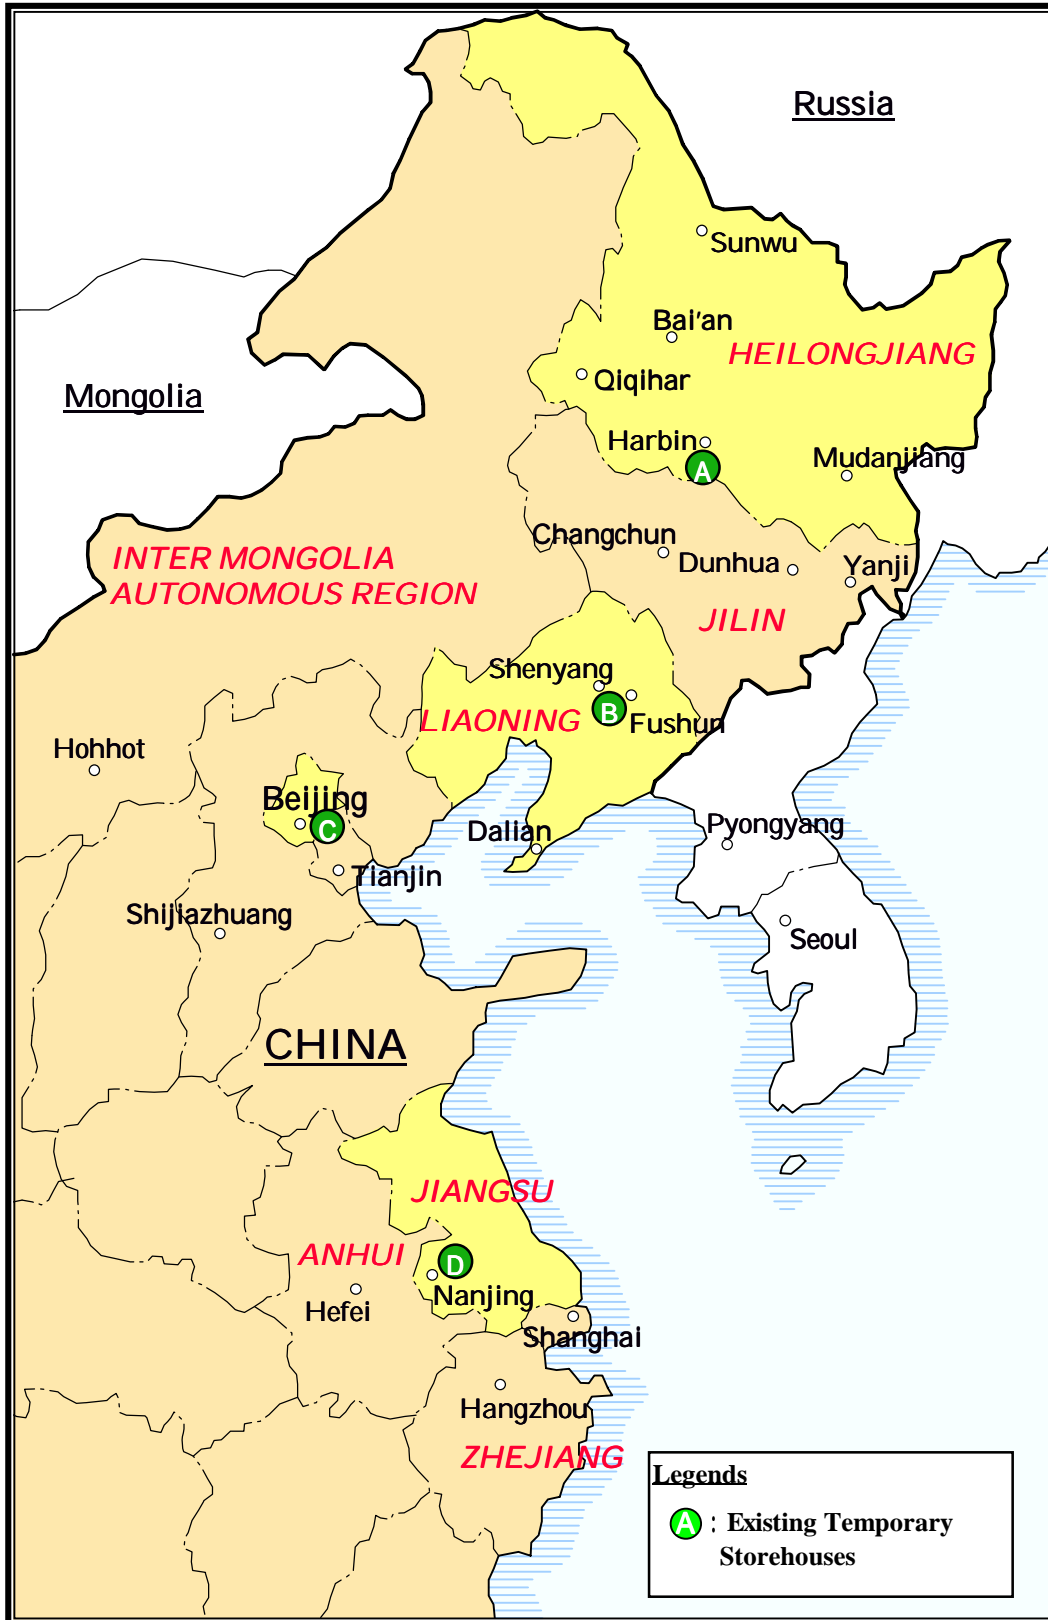 Russia
Sunwu
Bai'an
HEILONGJIANG
Qiqihar
Mongolia
Harbin
A
Mudanjiang
Changchun
Dunhua
Yanji
INTER MONGOLIA
AUTONOMOUS REGION
JILIN
Shenyang
B
LIAONING
Fushun
Hohhot
Beijing
C
Dalian
Pyongyang
Tianjin
Shijiazhuang
Seoul
CHINA
JIANGSU
ANHUI
D
Nanjing
Hefei
Shanghai
Hangzhou
ZHEJIANG
Legends
A : Existing Temporary
Storehouses